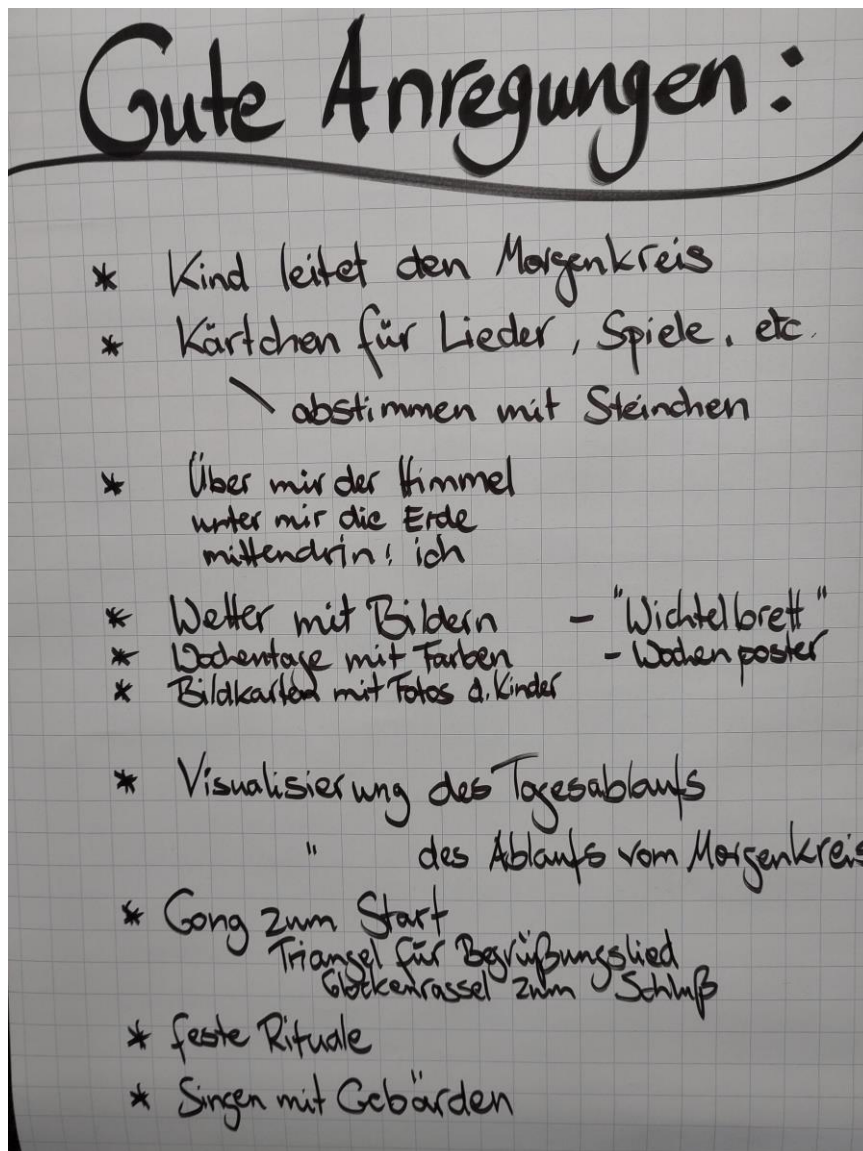 Gute Anregungen:
* Kind leitet den Morgenkreis
* Kärtchen für Lieder, Spiele, etc.
\ abstimmen mit Steinchen
* Über mir der Himmel
unter mir die Erde
mittendrin: ich
* Wetter mit Bildern - "Wichtelbrett"
* Wochentage mit Farben - Wochenposter
* Bildkarten mit Fotos d. Kinder
* Visualisierung des Tagesablaufs
" des Ablaufs vom Morgenkreis
* Gong zum Start
Triangel für Begrüßungslied
Glockenrassel zum Schluß
* feste Rituale
* Singen mit Gebärden